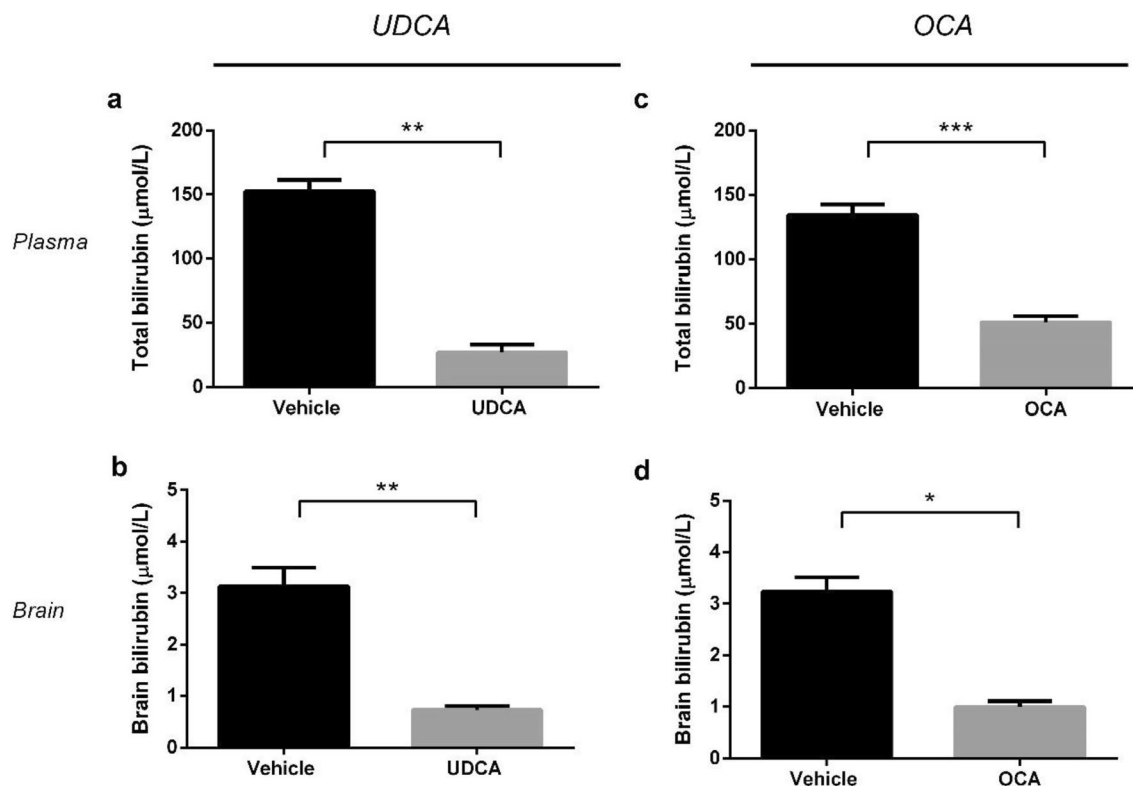 UDCA
OCA
a
**
Total bilirubin (μmol/L)
200
150
100
50
0
Vehicle
UDCA
c
***
Total bilirubin (μmol/L)
200
150
100
50
0
Vehicle
OCA
Plasma
b
**
Brain bilirubin (μmol/L)
5
4
3
2
1
0
Vehicle
UDCA
d
*
Brain bilirubin (μmol/L)
5
4
3
2
1
0
Vehicle
OCA
Brain